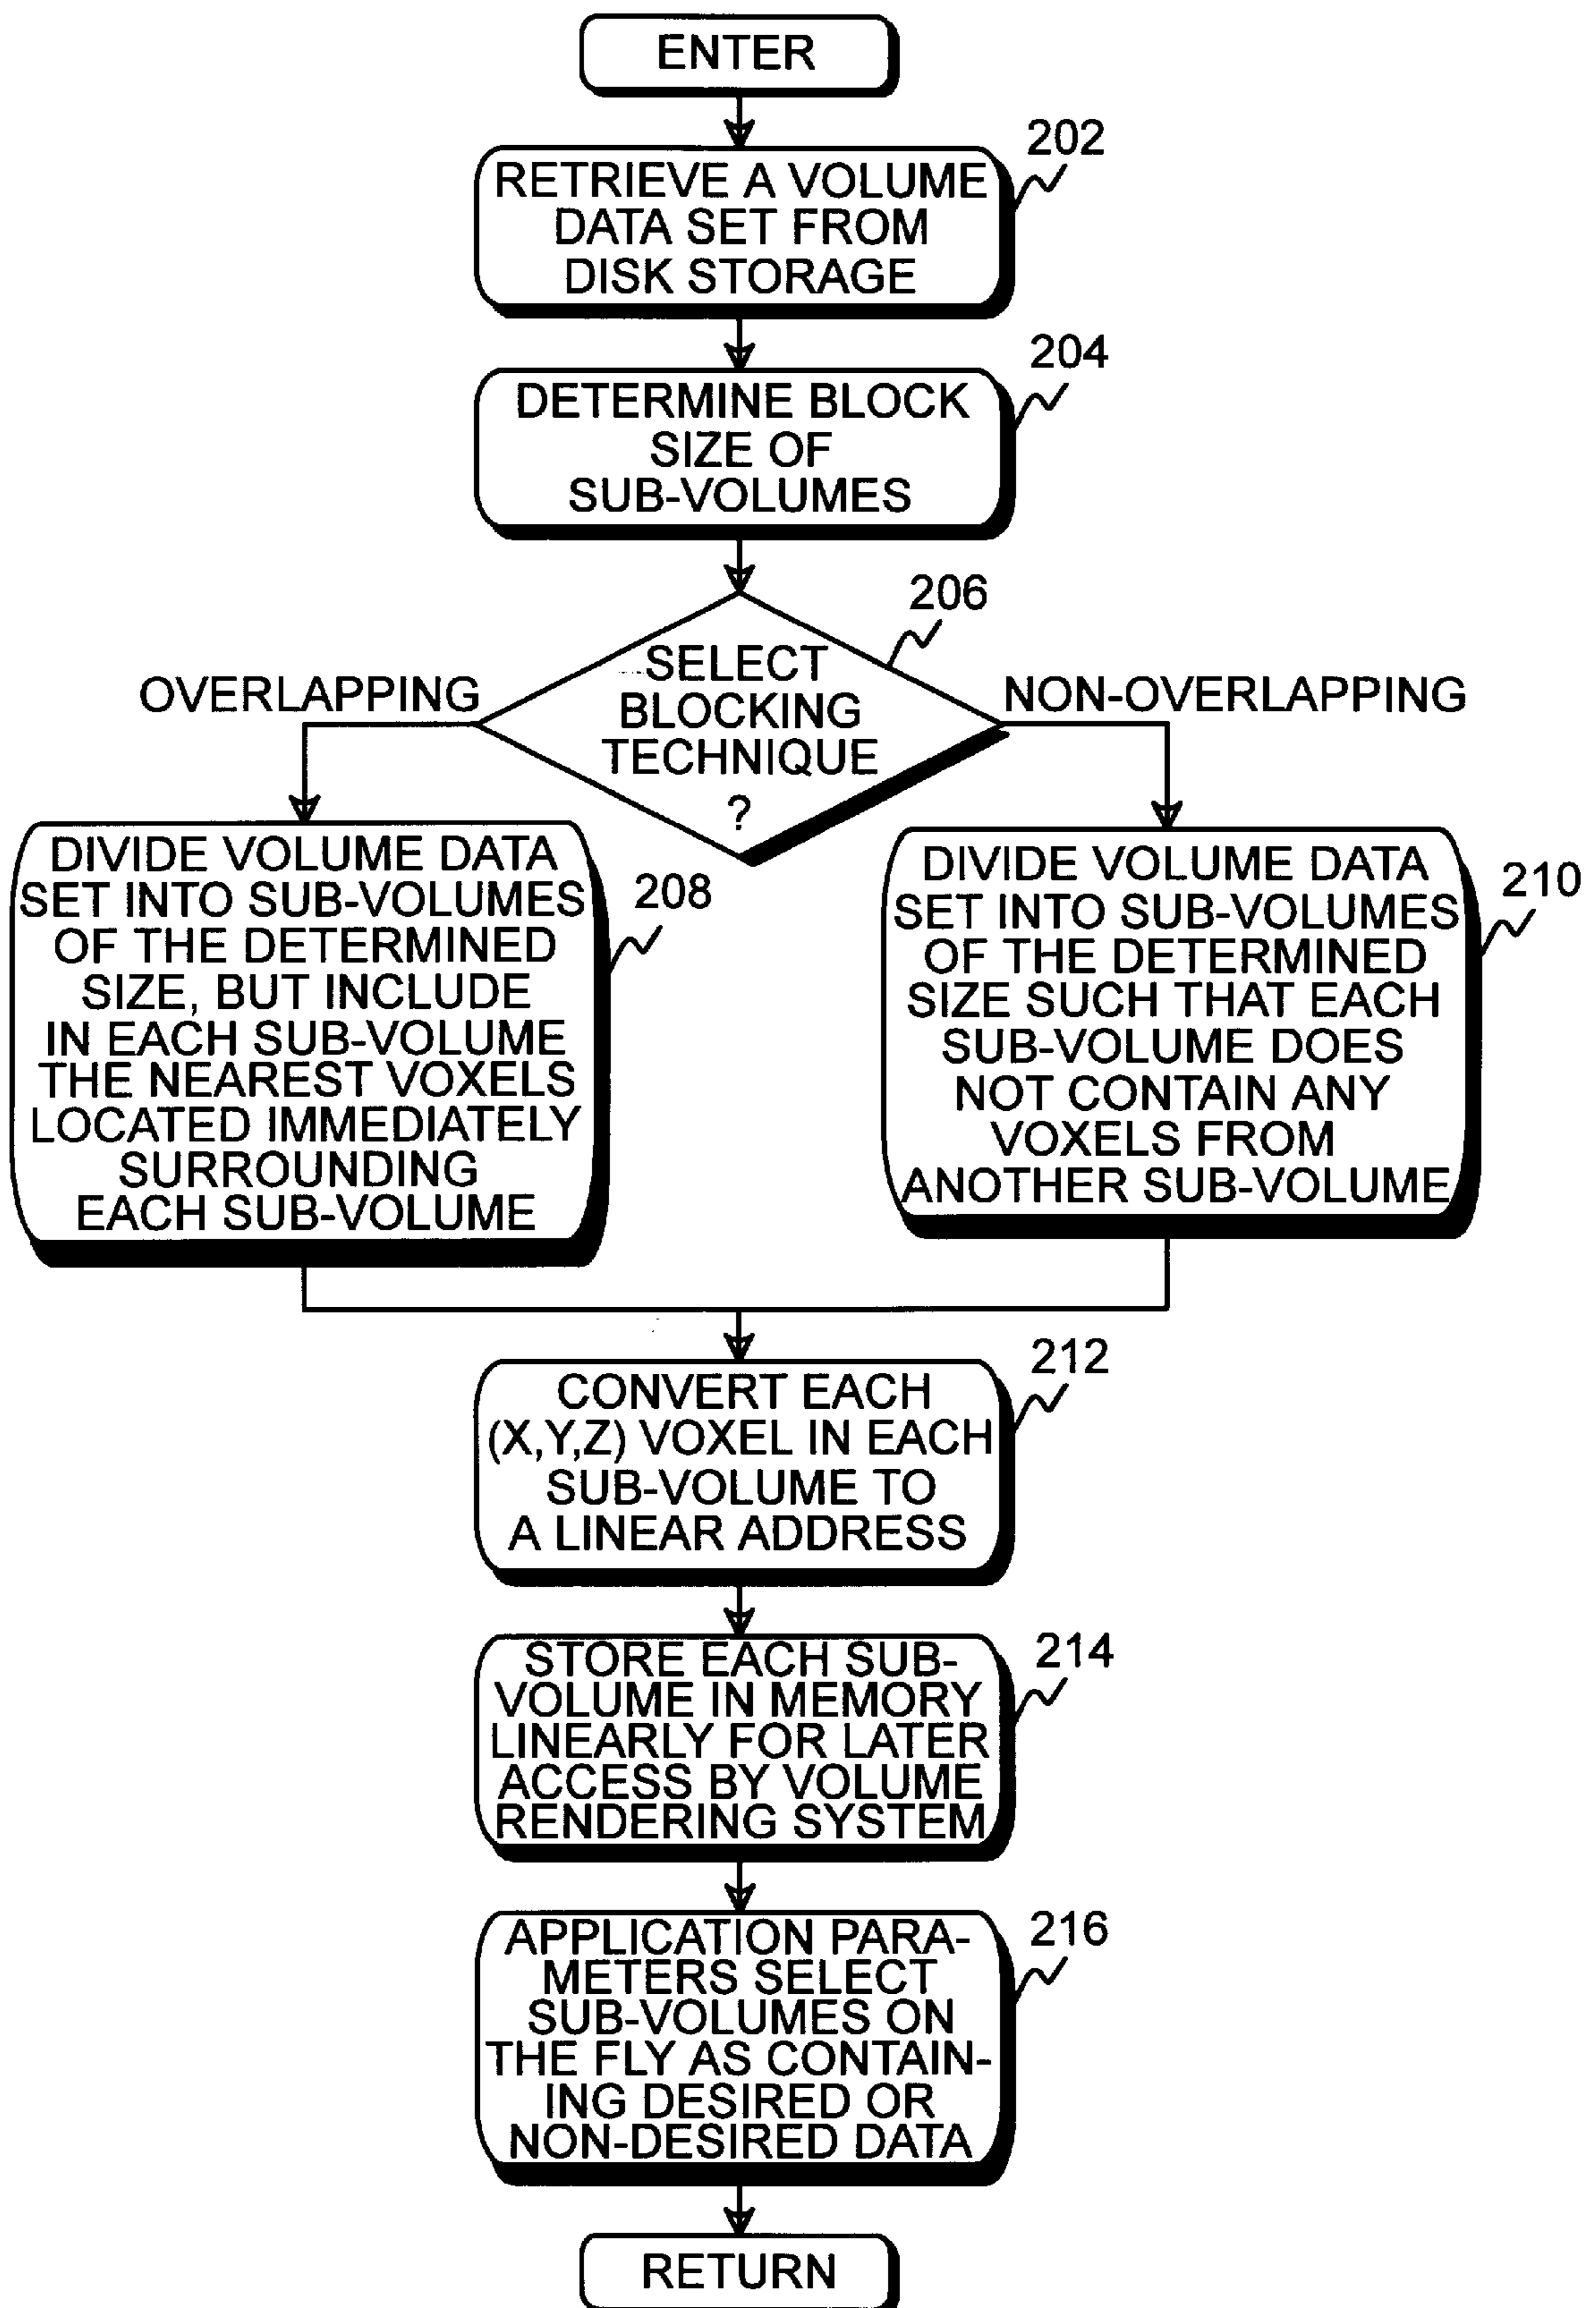 ENTER
202
RETRIEVE A VOLUME
DATA SET FROM
DISK STORAGE
204
DETERMINE BLOCK
SIZE OF
SUB-VOLUMES
206
SELECT
BLOCKING
TECHNIQUE
?
OVERLAPPING
NON-OVERLAPPING
208
DIVIDE VOLUME DATA
SET INTO SUB-VOLUMES
OF THE DETERMINED
SIZE, BUT INCLUDE
IN EACH SUB-VOLUME
THE NEAREST VOXELS
LOCATED IMMEDIATELY
SURROUNDING
EACH SUB-VOLUME
210
DIVIDE VOLUME DATA
SET INTO SUB-VOLUMES
OF THE DETERMINED
SIZE SUCH THAT EACH
SUB-VOLUME DOES
NOT CONTAIN ANY
VOXELS FROM
ANOTHER SUB-VOLUME
212
CONVERT EACH
(X,Y,Z) VOXEL IN EACH
SUB-VOLUME TO
A LINEAR ADDRESS
214
STORE EACH SUB-
VOLUME IN MEMORY
LINEARLY FOR LATER
ACCESS BY VOLUME
RENDERING SYSTEM
216
APPLICATION PARA-
METERS SELECT
SUB-VOLUMES ON
THE FLY AS CONTAIN-
ING DESIRED OR
NON-DESIRED DATA
RETURN